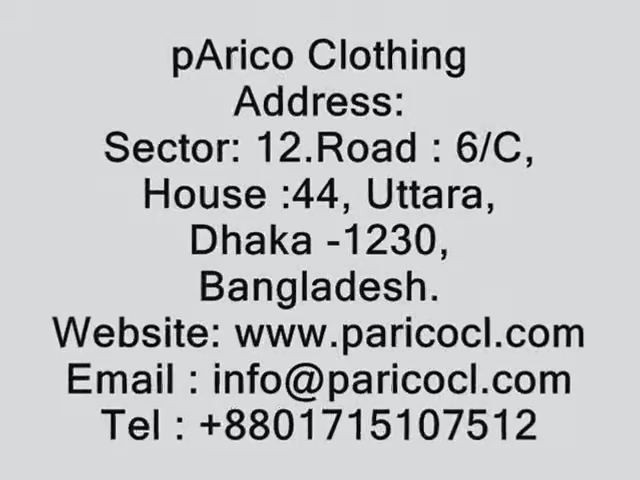 pArico Clothing
Address:
Sector: 12.Road : 6/C,
House :44, Uttara,
Dhaka -1230,
Bangladesh.
Website: www.paricocl.com
Email : info@paricocl.com
Tel : +8801715107512